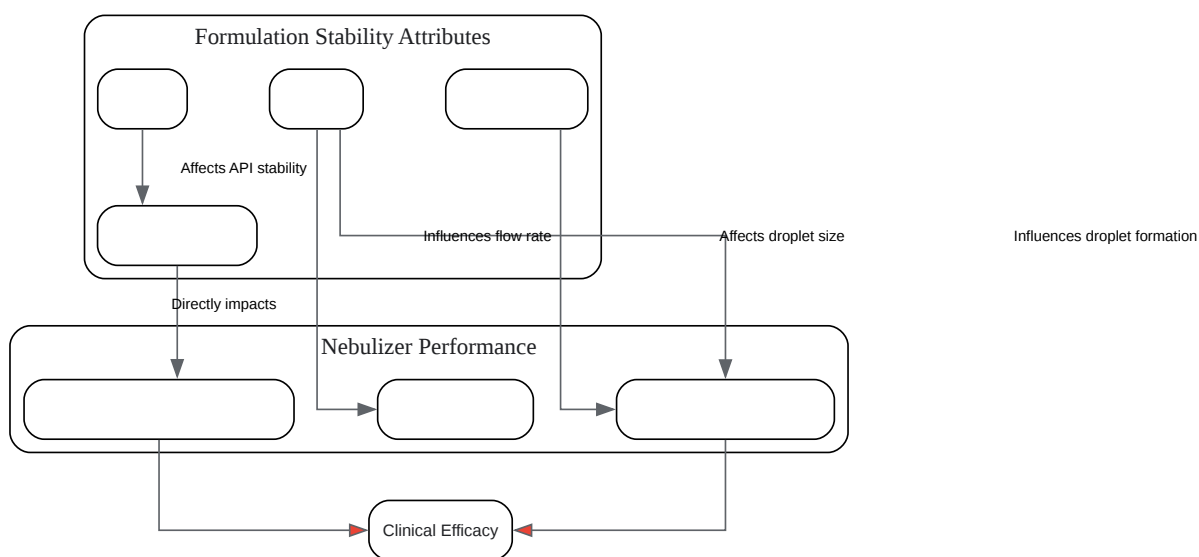 Formulation Stability Attributes
Affects API stability
Influences flow rate
Affects droplet size
Influences droplet formation
Directly impacts
Nebulizer Performance
Clinical Efficacy